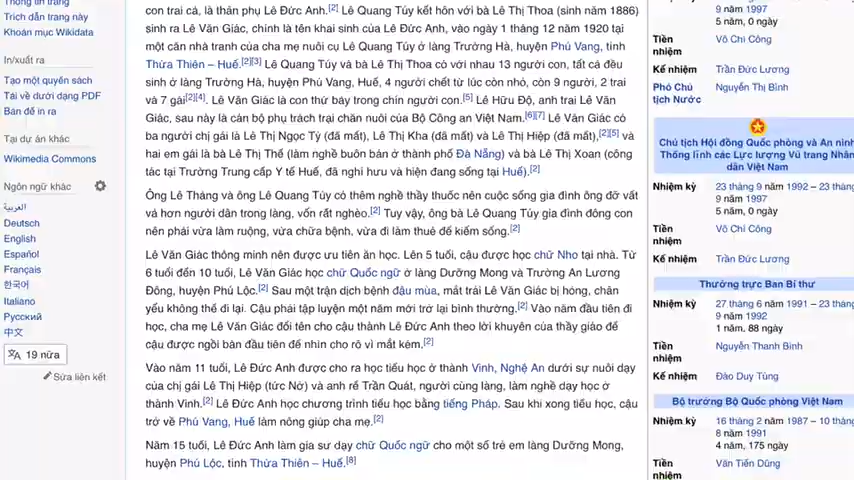 Thông tin trang
Trích dẫn trang này
Khoản mục Wikidata
In/xuất ra
Tạo một quyển sách
Tải về dưới dạng PDF
Bản để in ra
Tại dự án khác
Wikimedia Commons
Ngôn ngữ khác
العربية
Deutsch
English
Español
Français
한국어
Italiano
Русский
中文
19 nữa
Sửa liên kết
con trai cả, là thân phụ Lê Đức Anh.[2] Lê Quang Túy kết hôn với bà Lê Thị Thoa (sinh năm 1886)
sinh ra Lê Văn Giác, chính là tên khai sinh của Lê Đức Anh, vào ngày 1 tháng 12 năm 1920 tại
một căn nhà tranh của cha mẹ nuôi cụ Lê Quang Túy ở làng Trường Hà, huyện Phú Vang, tỉnh
Thừa Thiên – Huế.[2][3] Lê Quang Túy và bà Lê Thị Thoa có với nhau 13 người con, tất cả đều
sinh ở làng Trường Hà, huyện Phú Vang, Huế, 4 người chết từ lúc còn nhỏ, còn 9 người, 2 trai
và 7 gái[2][4]. Lê Văn Giác là con thứ bảy trong chín người con.[5] Lê Hữu Độ, anh trai Lê Văn
Giác, sau này là cán bộ phụ trách trại chăn nuôi của Bộ Công an Việt Nam.[6][7] Lê Văn Giác có
ba người chị gái là Lê Thị Ngọc Tỷ (đã mất), Lê Thị Kha (đã mất) và Lê Thị Hiệp (đã mất),[2][5] và
hai em gái là bà Lê Thị Thể (làm nghề buôn bán ở thành phố Đà Nẵng) và bà Lê Thị Xoan (công
tác tại Trường Trung cấp Y tế Huế, đã nghỉ hưu và hiện đang sống tại Huế).[2]
Ông Lê Thảng và ông Lê Quang Túy có thêm nghề thầy thuốc nên cuộc sống gia đình ông đỡ vất
vả hơn người dân trong làng, vốn rất nghèo.[2] Tuy vậy, ông bà Lê Quang Túy gia đình đông con
nên phải vừa làm ruộng, vừa chữa bệnh, vừa đi làm thuê để kiếm sống.[2]
Lê Văn Giác thông minh nên được ưu tiên ăn học. Lên 5 tuổi, cậu được học chữ Nho tại nhà. Từ
6 tuổi đến 10 tuổi, Lê Văn Giác học chữ Quốc ngữ ở làng Dưỡng Mong và Trường An Lương
Đông, huyện Phú Lộc.[2] Sau một trận dịch bệnh đậu mùa, mắt trái Lê Văn Giác bị hỏng, chân
yếu không thể đi lại. Cậu phải tập luyện một năm mới trở lại bình thường.[2] Vào năm đầu tiên đi
học, cha mẹ Lê Văn Giác đổi tên cho cậu thành Lê Đức Anh theo lời khuyên của thầy giáo để
cậu được ngồi bàn đầu tiên để nhìn cho rõ vì mắt kém.[2]
Vào năm 11 tuổi, Lê Đức Anh được cho ra học tiểu học ở thành Vinh, Nghệ An dưới sự nuôi dạy
của chị gái Lê Thị Hiệp (tức Nớ) và anh rể Trần Quát, người cùng làng, làm nghề dạy học ở
thành Vinh.[2] Lê Đức Anh học chương trình tiểu học bằng tiếng Pháp. Sau khi xong tiểu học, cậu
trở về Phú Vang, Huế làm nông giúp cha mẹ.[2]
Năm 15 tuổi, Lê Đức Anh làm gia sư dạy chữ Quốc ngữ cho một số trẻ em làng Dưỡng Mong,
huyện Phú Lộc, tỉnh Thừa Thiên – Huế.[8]
9 năm 1997
5 năm, 0 ngày
Tiền nhiệm Võ Chí Công
Kế nhiệm Trần Đức Lương
Phó Chủ tịch Nước Nguyễn Thị Bình
Chủ tịch Hội đồng Quốc phòng và An ninh
Thống lĩnh các Lực lượng Vũ trang Nhân
dân Việt Nam
Nhiệm kỳ 23 tháng 9 năm 1992 – 23 tháng
9 năm 1997
5 năm, 0 ngày
Tiền nhiệm Võ Chí Công
Kế nhiệm Trần Đức Lương
Thường trực Ban Bí thư
Nhiệm kỳ 27 tháng 6 năm 1991 – 23 tháng
9 năm 1992
1 năm, 88 ngày
Tiền nhiệm Nguyễn Thanh Bình
Kế nhiệm Đào Duy Tùng
Bộ trưởng Bộ Quốc phòng Việt Nam
Nhiệm kỳ 16 tháng 2 năm 1987 – 10 tháng
8 năm 1991
4 năm, 175 ngày
Tiền nhiệm Văn Tiến Dũng